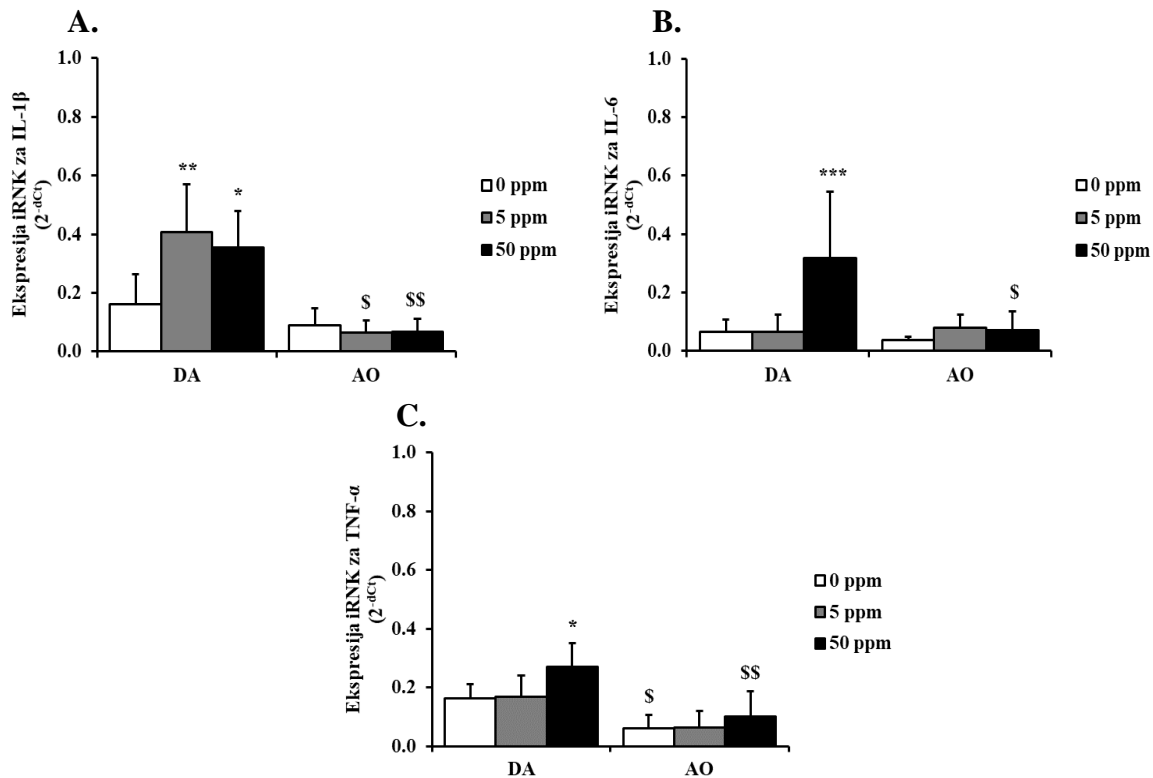 A.
Ekspresija iRNK za IL-1β
(2^-dCt)
1.0
0.8
0.6
0.4
0.2
0.0
**
*
$
$$
DA
AO
0 ppm
5 ppm
50 ppm
B.
Ekspresija iRNK za IL-6
(2^-dCt)
1.0
0.8
0.6
0.4
0.2
0.0
***
$
DA
AO
0 ppm
5 ppm
50 ppm
C.
Ekspresija iRNK za TNF-α
(2^-dCt)
1.0
0.8
0.6
0.4
0.2
0.0
*
$
$$
DA
AO
0 ppm
5 ppm
50 ppm